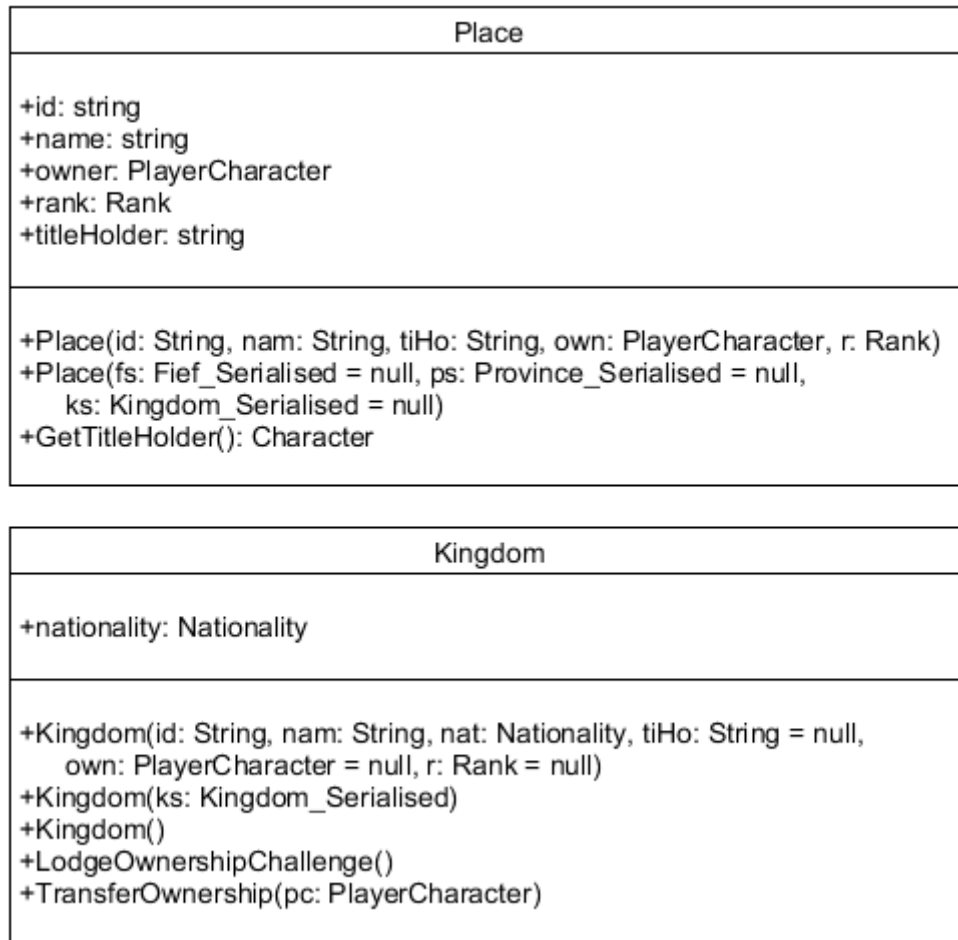 Place
+id: string
+name: string
+owner: PlayerCharacter
+rank: Rank
+titleHolder: string
+Place(id: String, nam: String, tiHo: String, own: PlayerCharacter, r: Rank)
+Place(fs: Fief_Serialised = null, ps: Province_Serialised = null,
ks: Kingdom_Serialised = null)
+GetTitleHolder(): Character
Kingdom
+nationality: Nationality
+Kingdom(id: String, nam: String, nat: Nationality, tiHo: String = null,
own: PlayerCharacter = null, r: Rank = null)
+Kingdom(ks: Kingdom_Serialised)
+Kingdom()
+LodgeOwnershipChallenge()
+TransferOwnership(pc: PlayerCharacter)